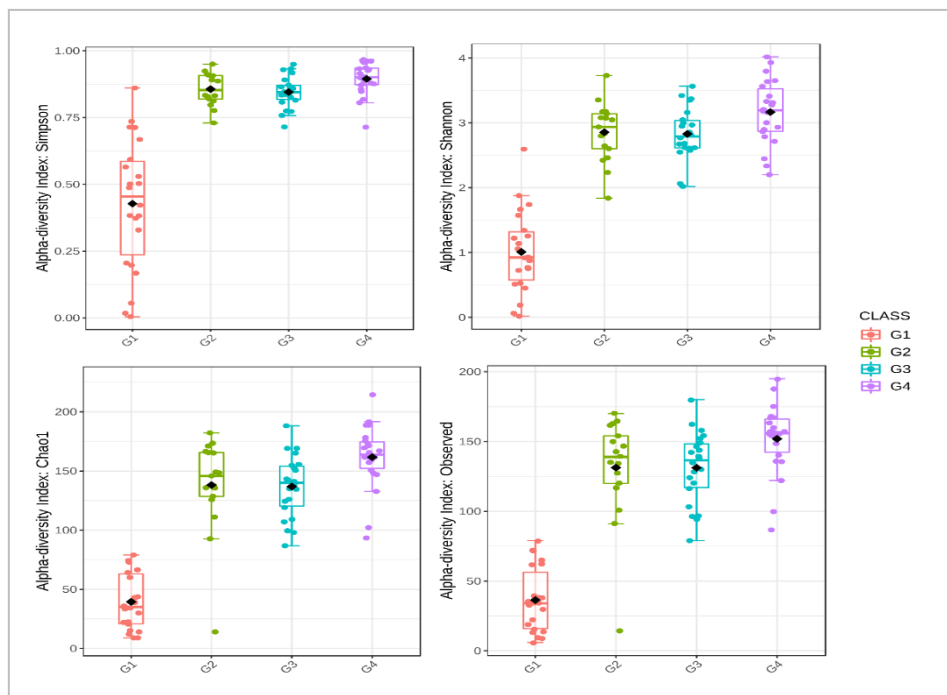 Alpha-diversity Index: Simpson
1.00
0.75
0.50
0.25
0.00
G1
G2
G3
G4
Alpha-diversity Index: Shannon
4
3
2
1
0
G1
G2
G3
G4
Alpha-diversity Index: Chao1
200
150
100
50
0
G1
G2
G3
G4
Alpha-diversity Index: Observed
200
150
100
50
0
G1
G2
G3
G4
CLASS
G1
G2
G3
G4